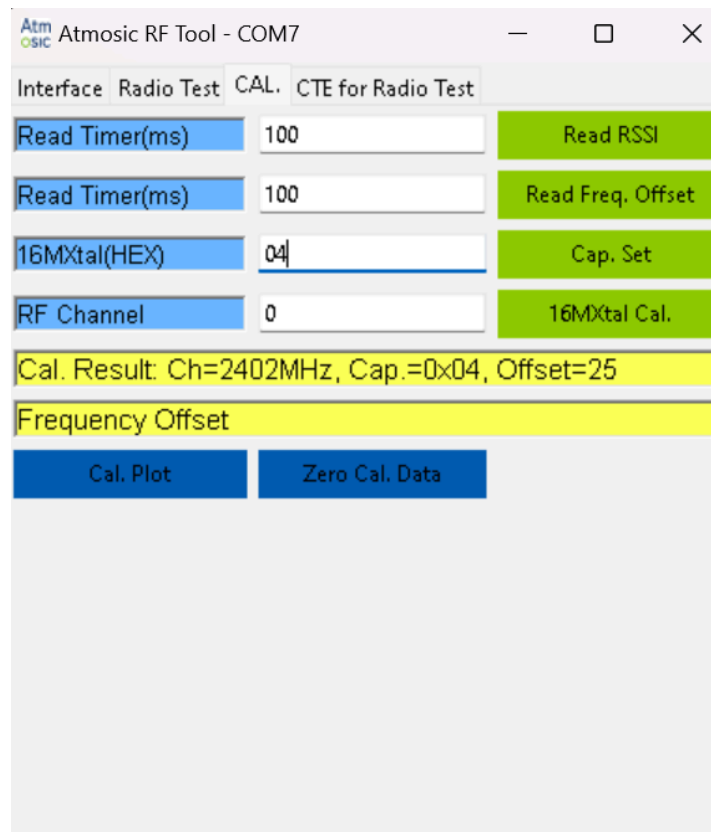 Atmosic Atmosic RF Tool - COM7
Interface Radio Test CAL. CTE for Radio Test
Read Timer(ms) 100 Read RSSI
Read Timer(ms) 100 Read Freq. Offset
16MXtal(HEX) 04 Cap. Set
RF Channel 0 16MXtal Cal.
Cal. Result: Ch=2402MHz, Cap.=0x04, Offset=25
Frequency Offset
Cal. Plot Zero Cal. Data